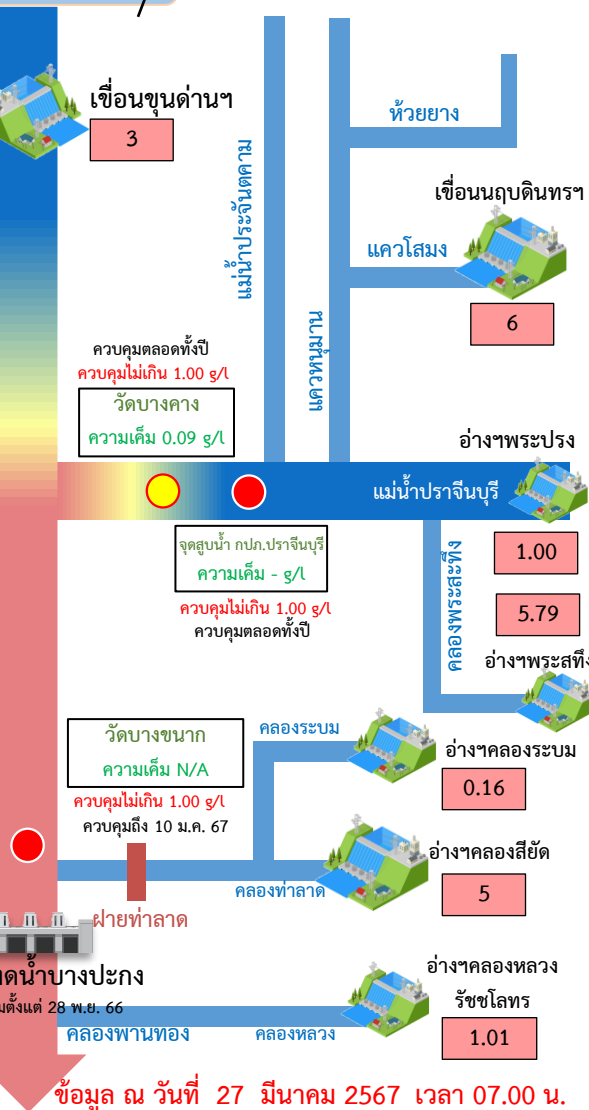 เขื่อนขุนด่านฯ
3
ห้วยยาง
แม่น้ำประจันตคาม
เขื่อนนฤบดินทรฯ
แควโสมง
6
แควหนุมาน
ควบคุมตลอดทั้งปี
ควบคุมไม่เกิน 1.00 g/l
วัดบางคาง
ความเค็ม 0.09 g/l
อ่างฯพระปรง
แม่น้ำปราจีนบุรี
จุดสูบน้ำ กปภ.ปราจีนบุรี
ความเค็ม - g/l
ควบคุมไม่เกิน 1.00 g/l
ควบคุมตลอดทั้งปี
คลองพระสะทึง
1.00
5.79
อ่างฯพระสทึง
วัดบางขนาก
ความเค็ม N/A
ควบคุมไม่เกิน 1.00 g/l
ควบคุมถึง 10 ม.ค. 67
คลองระบม
อ่างฯคลองระบม
0.16
อ่างฯคลองสียัด
คลองท่าลาด
5
ฝายท่าลาด
ดน้ำบางปะกง
ตั้งแต่ 28 พ.ย. 66
อ่างฯคลองหลวง
รัชชโลทร
1.01
คลองพานทอง
คลองหลวง
ข้อมูล ณ วันที่ 27 มีนาคม 2567 เวลา 07.00 น.